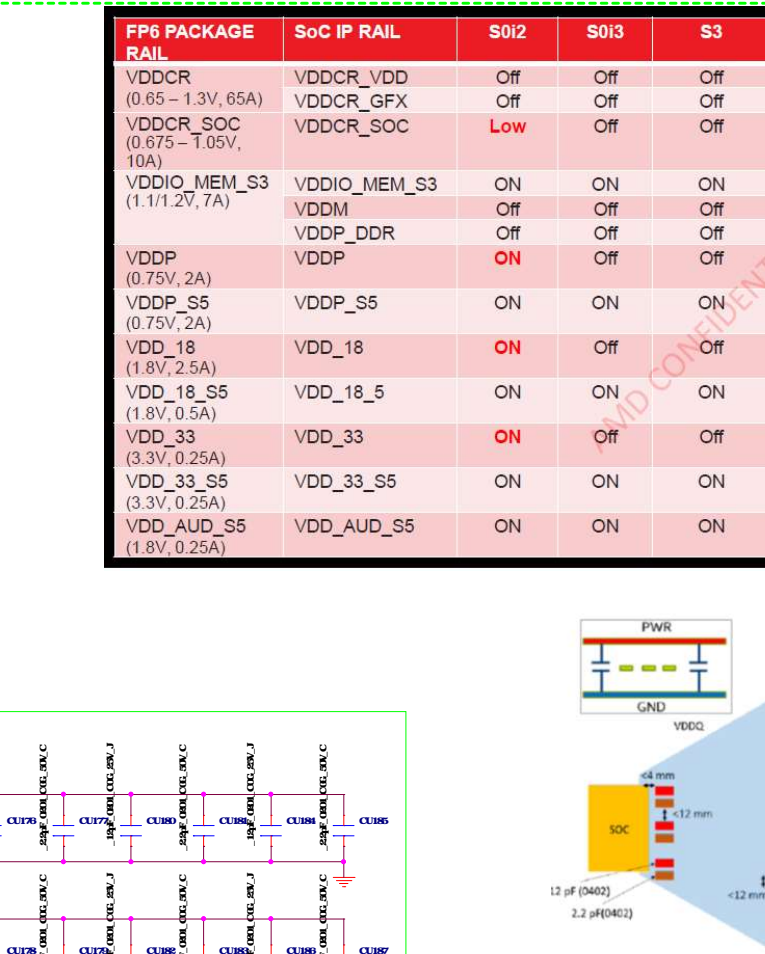 FP6 PACKAGE RAIL SoC IP RAIL S0i2 S0i3 S3
VDDCR VDDCR_VDD Off Off Off
(0.65 – 1.3V, 65A) VDDCR_GFX Off Off Off
VDDCR_SOC VDDCR_SOC Low Off Off
(0.675 – 1.05V,
10A)
VDDIO_MEM_S3 VDDIO_MEM_S3 ON ON ON
(1.1/1.2V, 7A) VDDM Off Off Off
VDDP_DDR Off Off Off
VDDP VDDP ON Off Off
(0.75V, 2A)
VDDP_S5 VDDP_S5 ON ON ON
(0.75V, 2A)
VDD_18 VDD_18 ON Off Off
(1.8V, 2.5A)
VDD_18_S5 VDD_18_5 ON ON ON
(1.8V, 0.5A)
VDD_33 VDD_33 ON Off Off
(3.3V, 0.25A)
VDD_33_S5 VDD_33_S5 ON ON ON
(3.3V, 0.25A)
VDD_AUD_S5 VDD_AUD_S5 ON ON ON
(1.8V, 0.25A)
AMD CONFIDENT
PWR
GND
VDDQ
<4 mm
<12 mm
SOC
12 pF (0402)
2.2 pF(0402)
<12 mm
CU176 CU177 CU180 CU181 CU184 CU185
CU178 CU179 CU182 CU183 CU186 CU187